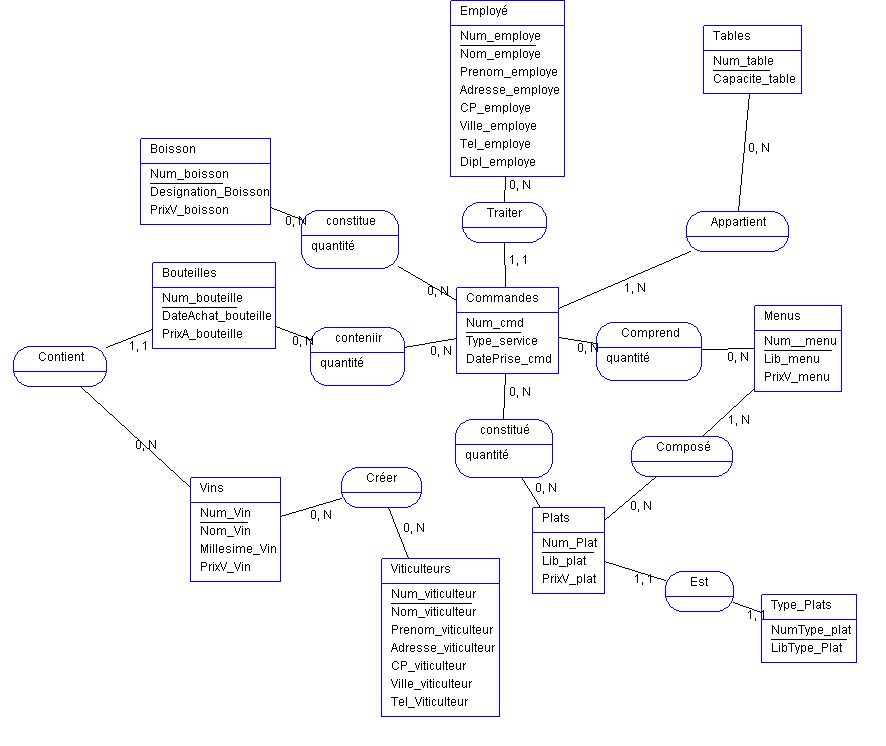 Employé
Num_employe
Nom_employe
Prenom_employe
Adresse_employe
CP_employe
Ville_employe
Tel_employe
Dipl_employe
Tables
Num_table
Capacite_table
0, N
Boisson
Num_boisson
Designation_Boisson
PrixV_boisson
0, N
constitue
quantité
0, N
0, N
Traiter
1, 1
Appartient
1, N
Bouteilles
Num_bouteille
DateAchat_bouteille
PrixA_bouteille
1, 1
Contient
0, N
0, N
conteniir
quantité
0, N
Commandes
Num_cmd
Type_service
DatePrise_cmd
0, N
Comprend
quantité
0, N
Menus
Num__menu
Lib_menu
PrixV_menu
0, N
constitué
quantité
0, N
1, N
Composé
0, N
Vins
Num_Vin
Nom_Vin
Millesime_Vin
PrixV_Vin
0, N
Créer
0, N
Viticulteurs
Num_viticulteur
Nom_viticulteur
Prenom_viticulteur
Adresse_viticulteur
CP_viticulteur
Ville_viticulteur
Tel_Viticulteur
Plats
Num_Plat
Lib_plat
PrixV_plat
1, 1
Est
1, 1
Type_Plats
NumType_plat
LibType_Plat